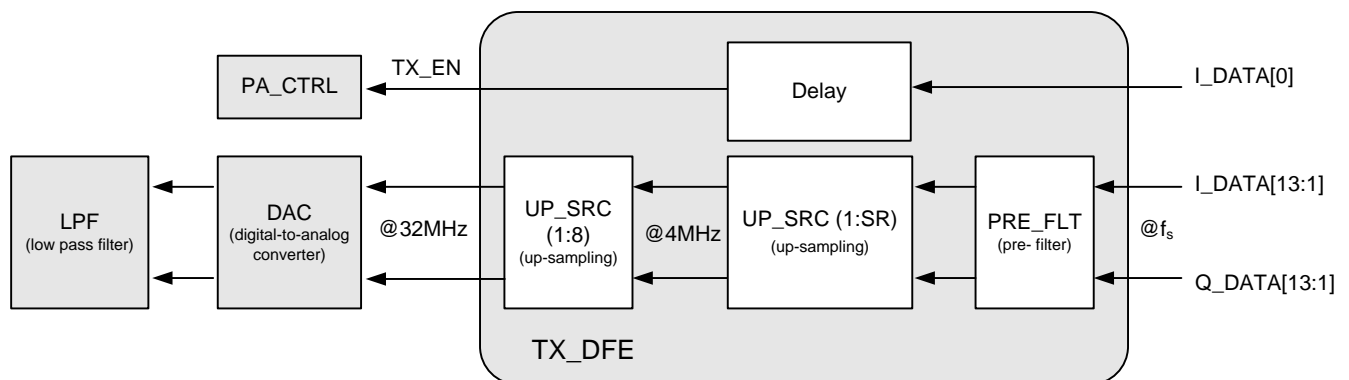 TX_EN
PA_CTRL
Delay
I_DATA[0]
LPF
(low pass filter)
DAC
(digital-to-analog
converter)
@32MHz
UP_SRC
(1:8)
(up-sampling)
@4MHz
UP_SRC (1:SR)
(up-sampling)
PRE_FLT
(pre- filter)
I_DATA[13:1]
@fs
Q_DATA[13:1]
TX_DFE